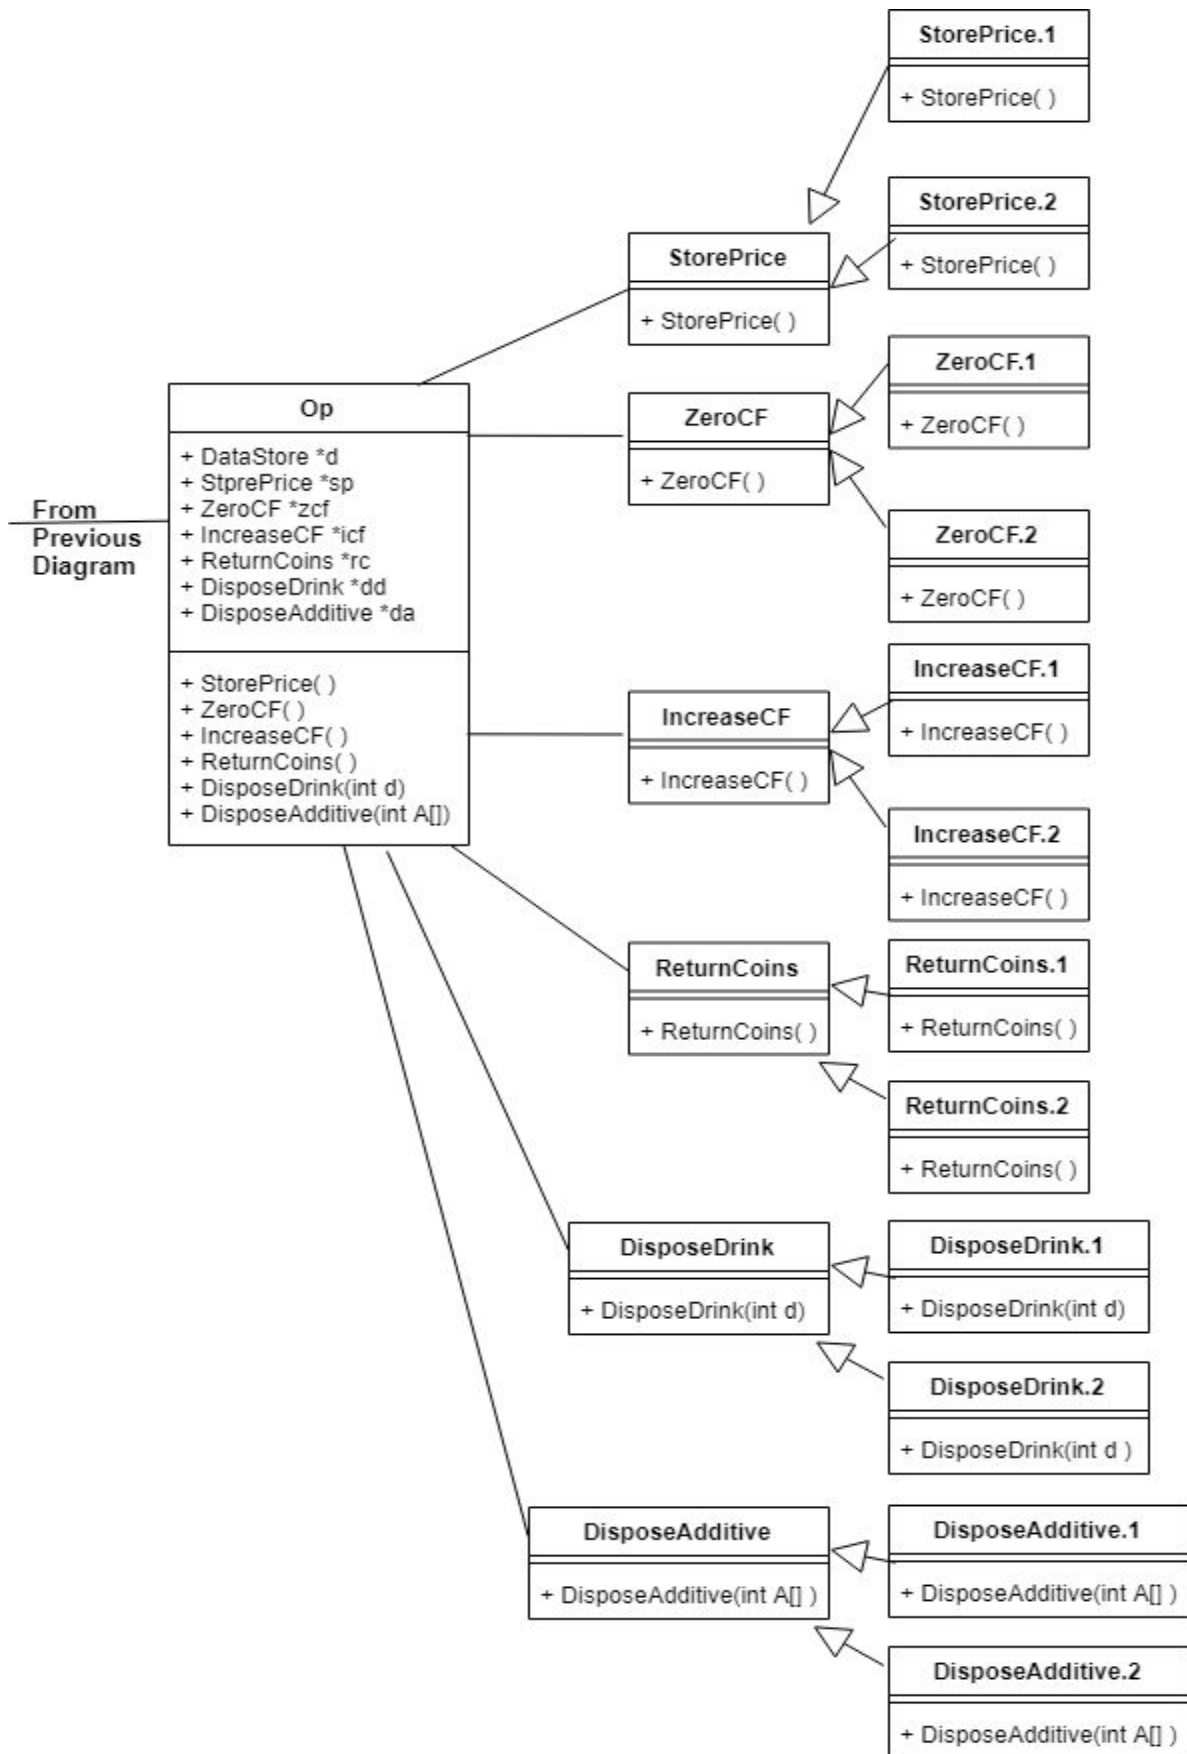 StorePrice.1
+ StorePrice( )
StorePrice.2
+ StorePrice( )
StorePrice
+ StorePrice( )
ZeroCF.1
+ ZeroCF( )
ZeroCF
+ ZeroCF( )
ZeroCF.2
+ ZeroCF( )
From
Previous
Diagram
Op
+ DataStore *d
+ StprePrice *sp
+ ZeroCF *zcf
+ IncreaseCF *icf
+ ReturnCoins *rc
+ DisposeDrink *dd
+ DisposeAdditive *da
+ StorePrice( )
+ ZeroCF( )
+ IncreaseCF( )
+ ReturnCoins( )
+ DisposeDrink(int d)
+ DisposeAdditive(int A[])
IncreaseCF.1
+ IncreaseCF( )
IncreaseCF
+ IncreaseCF( )
IncreaseCF.2
+ IncreaseCF( )
ReturnCoins
+ ReturnCoins( )
ReturnCoins.1
+ ReturnCoins( )
ReturnCoins.2
+ ReturnCoins( )
DisposeDrink
+ DisposeDrink(int d)
DisposeDrink.1
+ DisposeDrink(int d)
DisposeDrink.2
+ DisposeDrink(int d )
DisposeAdditive
+ DisposeAdditive(int A[] )
DisposeAdditive.1
+ DisposeAdditive(int A[] )
DisposeAdditive.2
+ DisposeAdditive(int A[] )